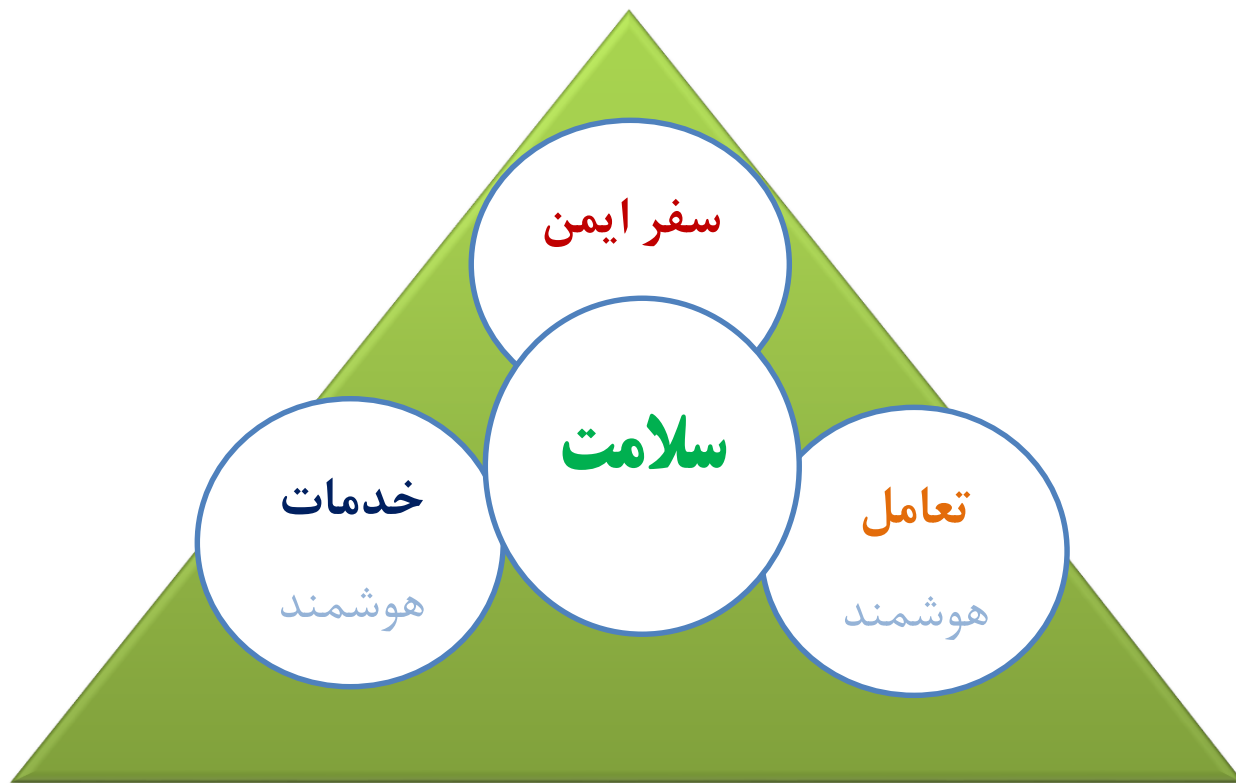 سفر ایمن
سلامت
تعامل
هوشمند
خدمات
هوشمند